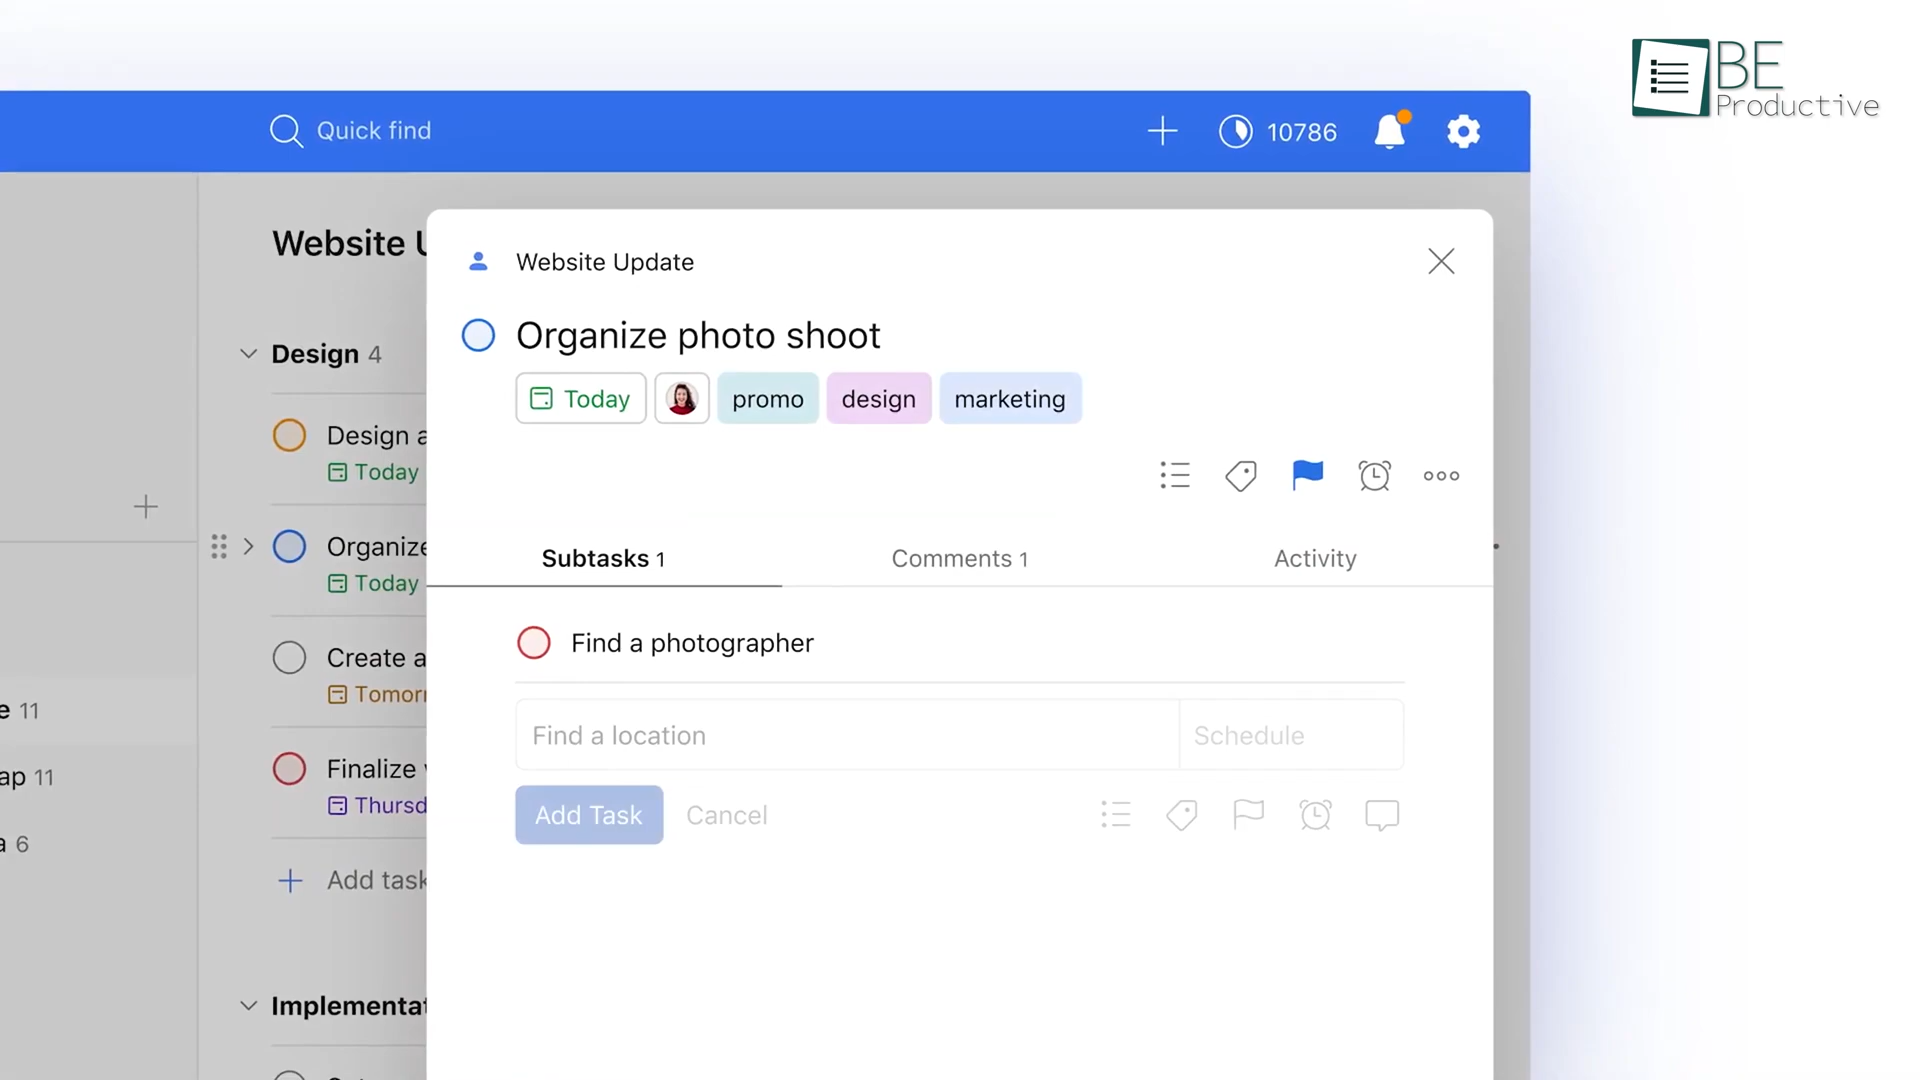 BE
Productive
Quick find
10786
Website U
Website Update
Organize photo shoot
Today
promo
design
marketing
Design 4
Design a
Today
Organize
Today
Create a
Tomorr
Finalize
Thursd
Add task
Implementat
e 11
ap 11
a 6
Subtasks 1
Comments 1
Activity
Find a photographer
Find a location
Schedule
Add Task
Cancel